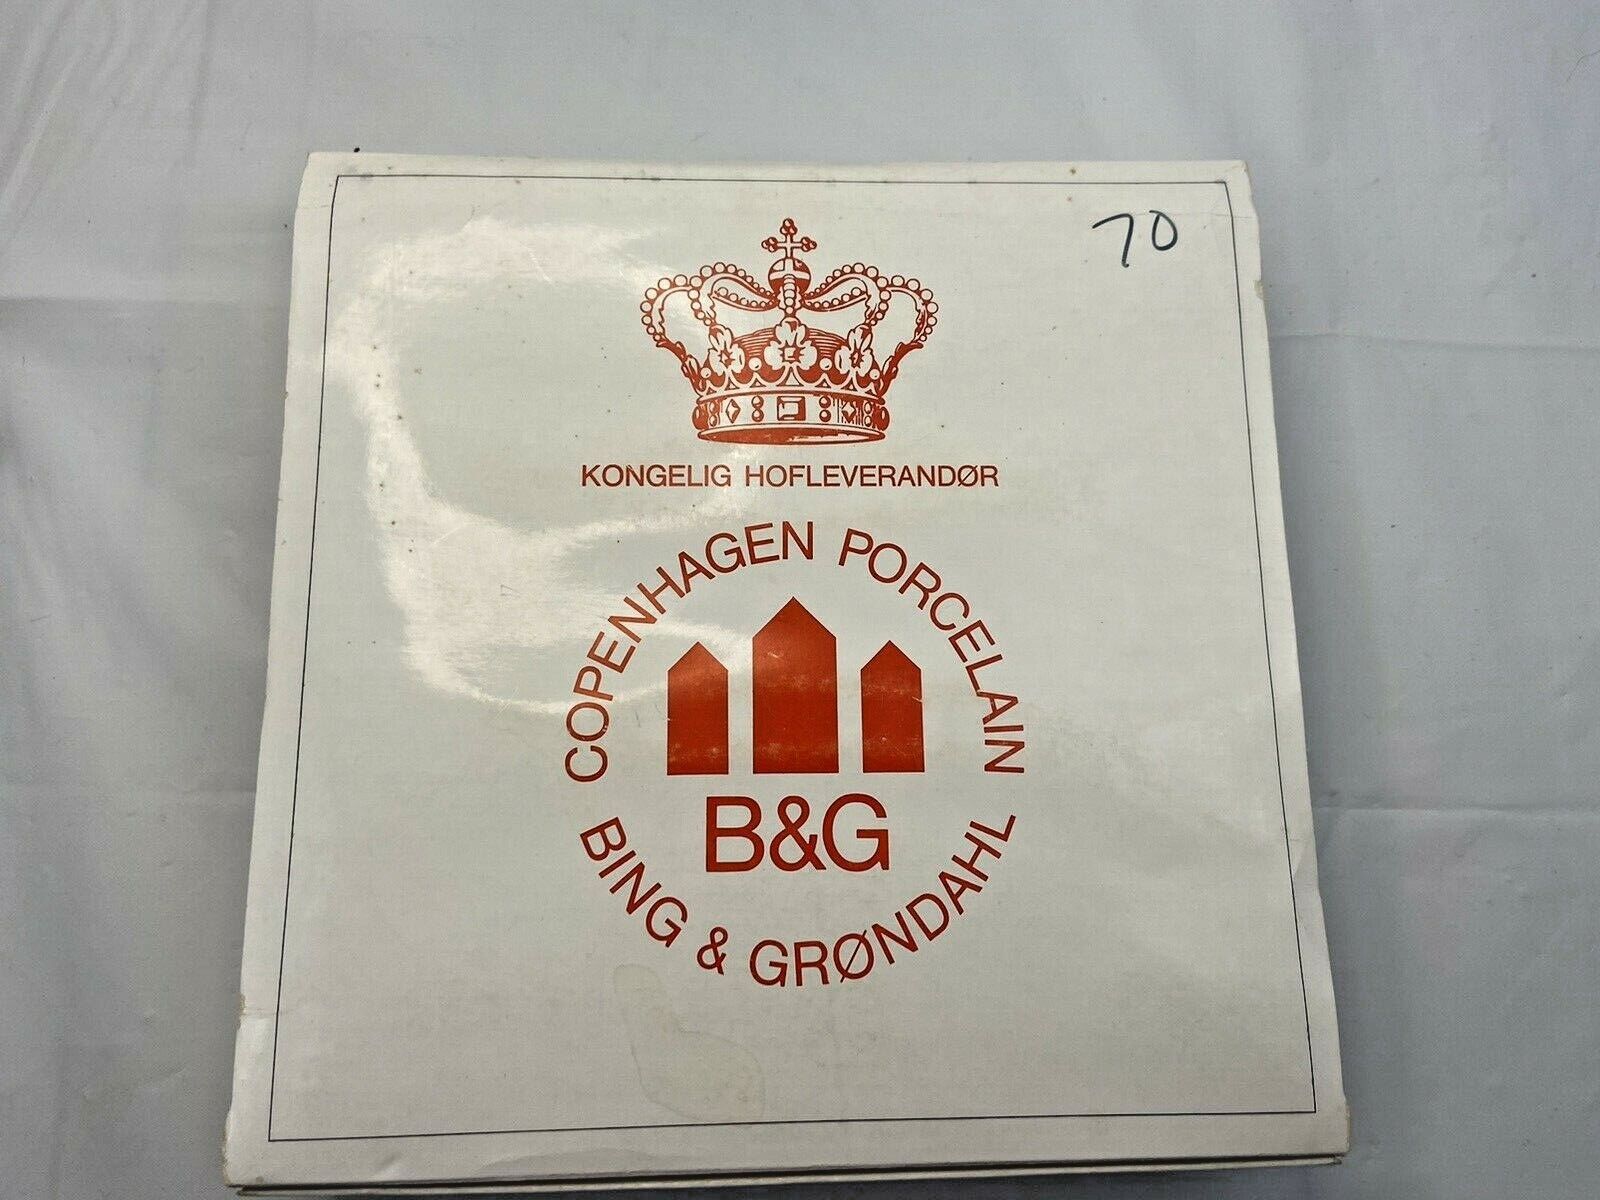 70
KONGELIG HOFLEVERANDØR
COPENHAGEN PORCELAIN
B&G
BING & GRØNDAHL